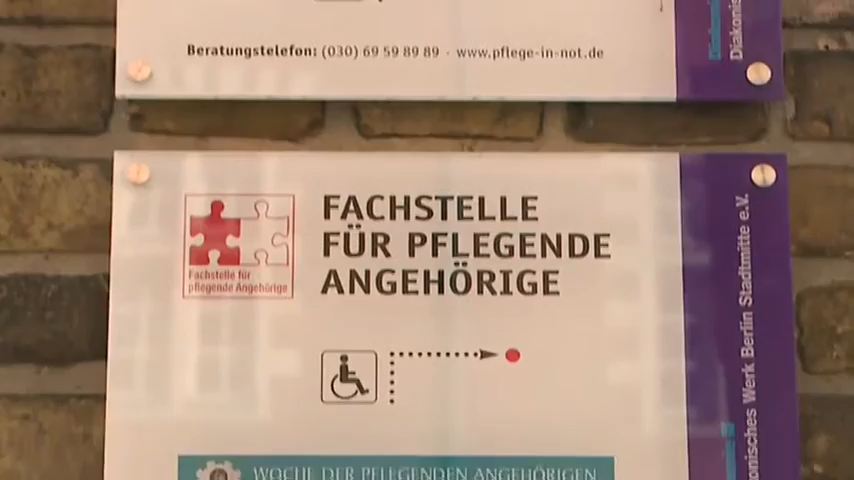 Beratungstelefon: (030) 69 59 89 89 · www.pflege-in-not.de
FACHSTELLE
FÜR PFLEGENDE
ANGEHÖRIGE
Fachstelle für
pflegende Angehörige
onisches Werk Berlin Stadtmitte e.V.
WOCHE DER PFLEGENDEN ANGEHÖRIGEN